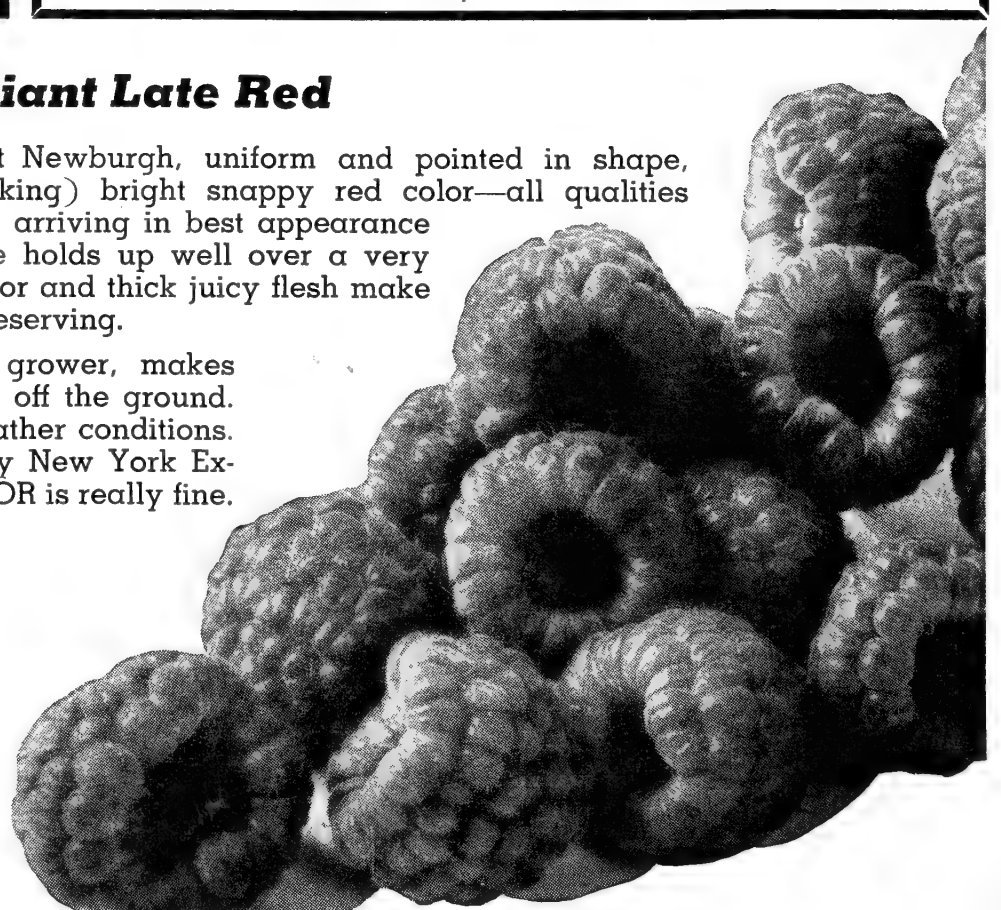 iant Late Red
t Newburgh, uniform and pointed in shape,
king) bright snappy red color—all qualities
arriving in best appearance
e holds up well over a very
or and thick juicy flesh make
eserving.
grower, makes
off the ground.
ather conditions.
y New York Ex-
OR is really fine.